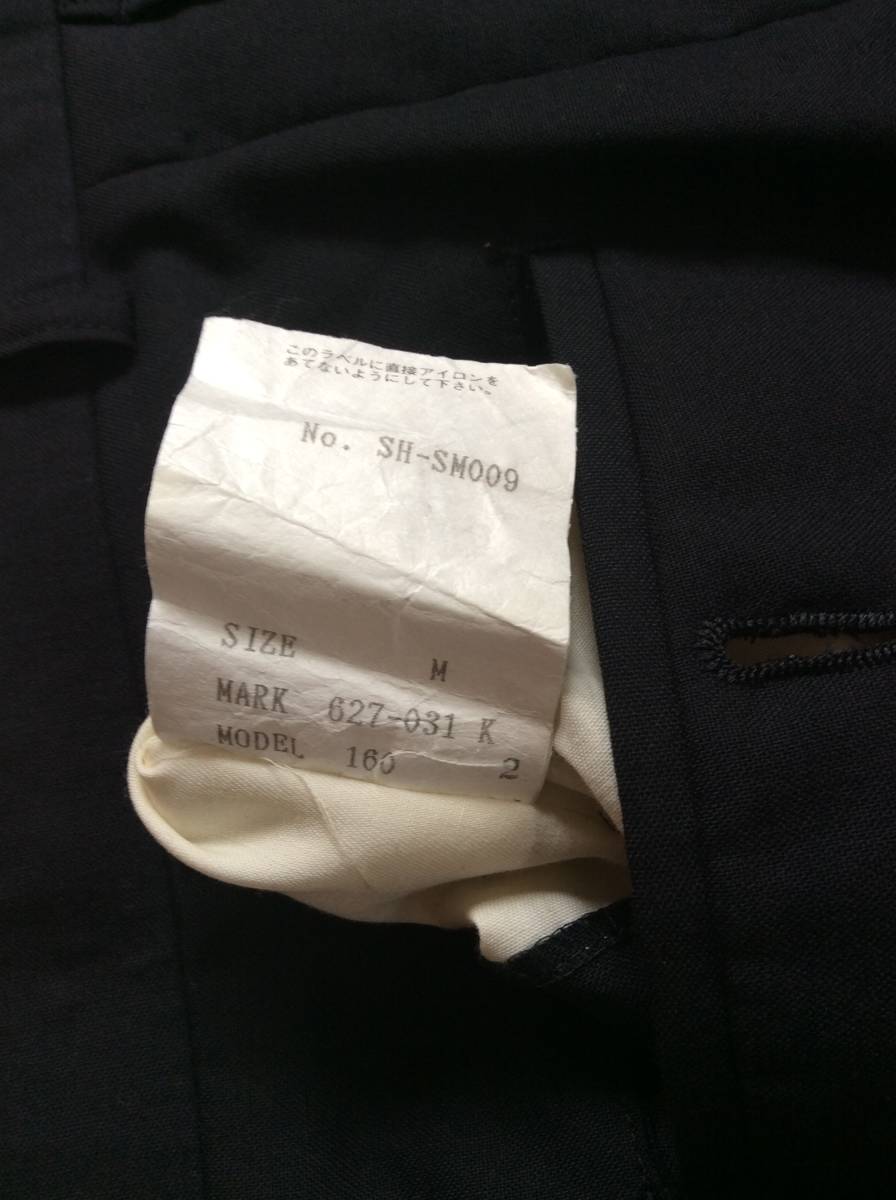 このラベルに直接アイロンを
あてないようにして下さい。
No. SH-SM009
SIZE M
MARK 627-031 K
MODEL 160 2